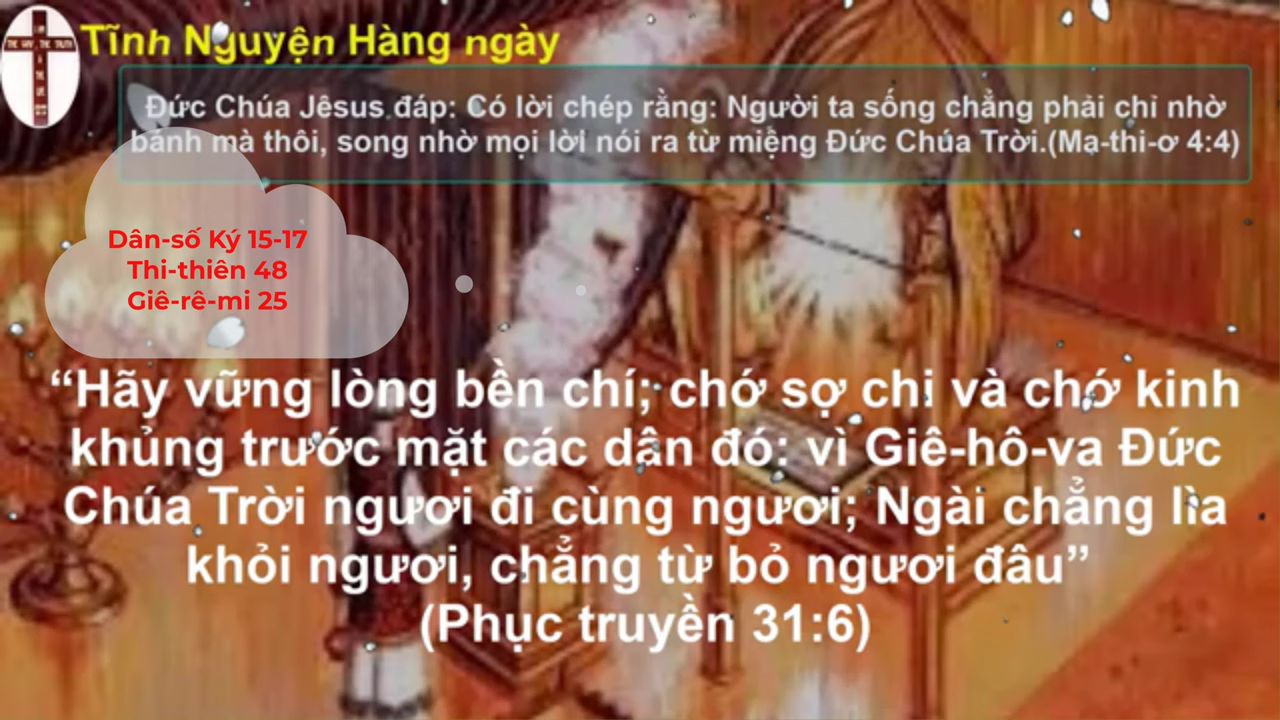 Tĩnh Nguyện Hàng ngày
Đức Chúa Jêsus đáp: Có lời chép rằng: Người ta sống chẳng phải chỉ nhờ
bánh mà thôi, song nhờ mọi lời nói ra từ miệng Đức Chúa Trời.(Ma-thi-ơ 4:4)
Dân-số Ký 15-17
Thi-thiên 48
Giê-rê-mi 25
“Hãy vững lòng bền chí; chớ sợ chi và chớ kinh
khủng trước mặt các dân đó: vì Giê-hô-va Đức
Chúa Trời ngươi đi cùng ngươi; Ngài chẳng lìa
khỏi ngươi, chẳng từ bỏ ngươi đâu”
(Phục truyền 31:6)